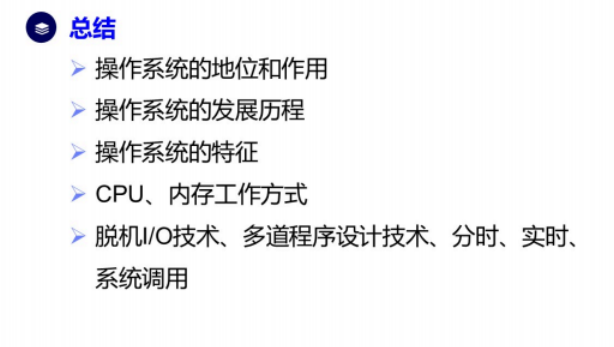 总结
操作系统的地位和作用
操作系统的发展历程
操作系统的特征
CPU、内存工作方式
脱机I/O技术、多道程序设计技术、分时、实时、
系统调用